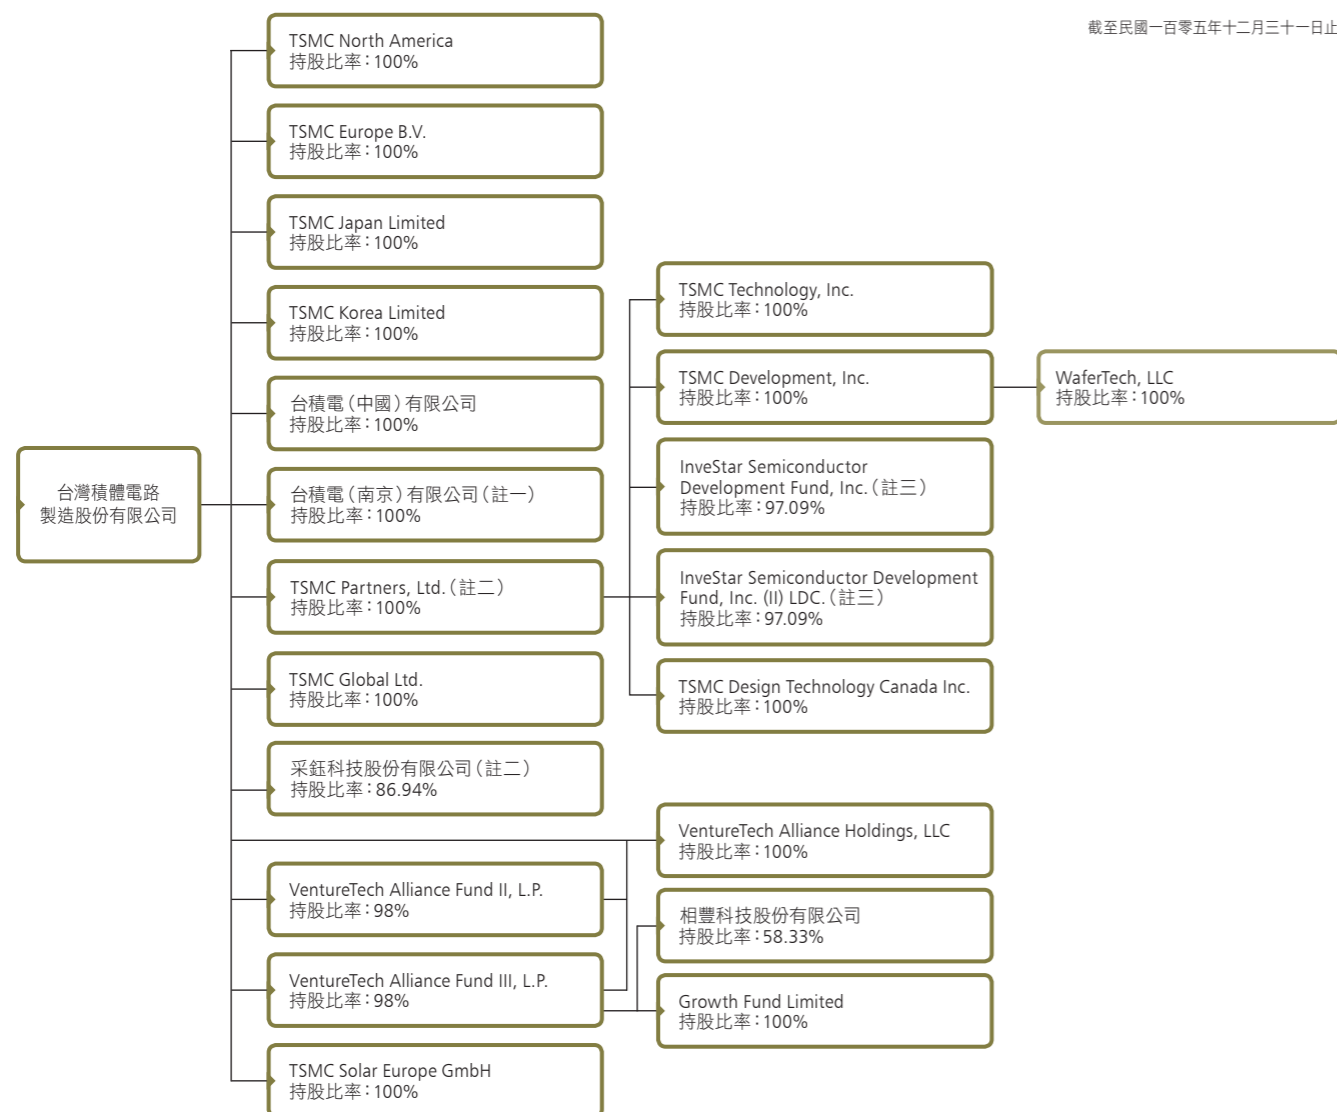 截至民國一百零五年十二月三十一日止
台灣積體電路
製造股份有限公司
TSMC North America
持股比率：100%
TSMC Europe B.V.
持股比率：100%
TSMC Japan Limited
持股比率：100%
TSMC Korea Limited
持股比率：100%
台積電（中國）有限公司
持股比率：100%
台積電（南京）有限公司（註一）
持股比率：100%
TSMC Partners, Ltd.（註二）
持股比率：100%
TSMC Global Ltd.
持股比率：100%
采鈺科技股份有限公司（註二）
持股比率：86.94%
VentureTech Alliance Fund II, L.P.
持股比率：98%
VentureTech Alliance Fund III, L.P.
持股比率：98%
TSMC Solar Europe GmbH
持股比率：100%
TSMC Technology, Inc.
持股比率：100%
TSMC Development, Inc.
持股比率：100%
InveStar Semiconductor
Development Fund, Inc.（註三）
持股比率：97.09%
InveStar Semiconductor Development
Fund, Inc. (II) LDC.（註三）
持股比率：97.09%
TSMC Design Technology Canada Inc.
持股比率：100%
VentureTech Alliance Holdings, LLC
持股比率：100%
相豐科技股份有限公司
持股比率：58.33%
Growth Fund Limited
持股比率：100%
WaferTech, LLC
持股比率：100%